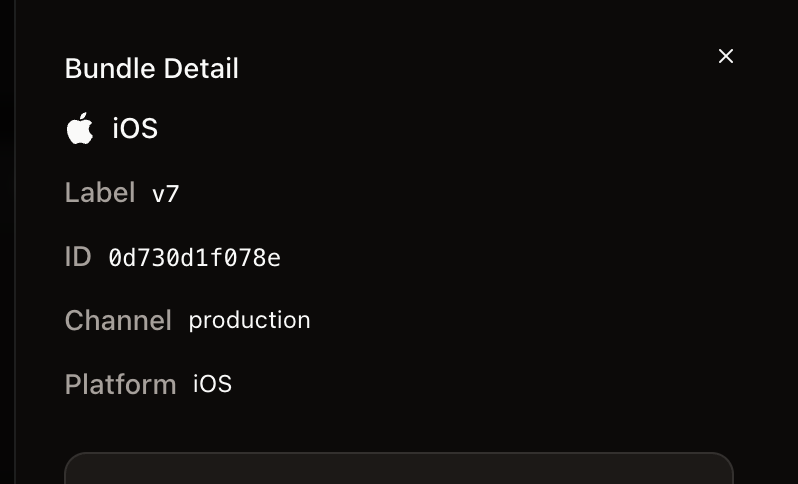 Bundle Detail
iOS
Label v7
ID 0d730d1f078e
Channel production
Platform iOS